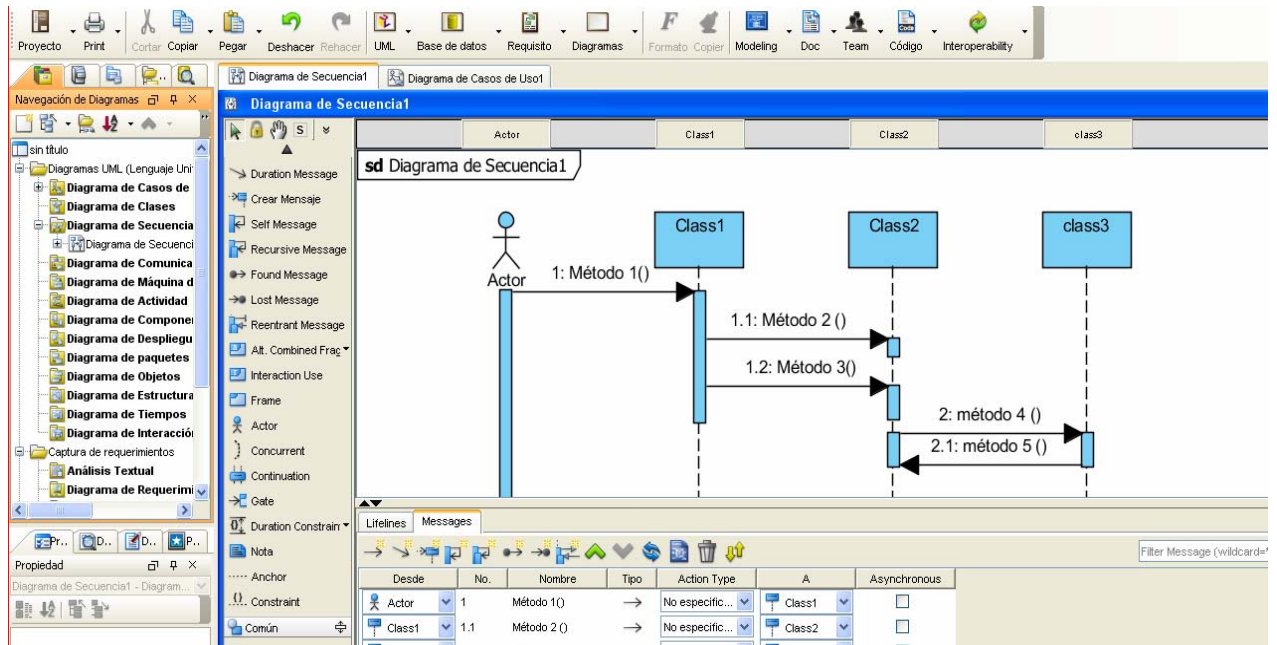 Proyecto Print Cortar Copiar Pegar Deshacer Rehacer UML Base de datos Requisito Diagramas Formato Copier Modeling Doc Team Código Interoperability
Diagrama de Secuencia1 Diagrama de Casos de Uso1
Navegación de Diagramas
Diagrama de Secuencia1
sin título
Diagramas UML (Lenguaje Uni
Diagrama de Casos de
Diagrama de Clases
Diagrama de Secuencia
Diagrama de Secuenci
Diagrama de Comunica
Diagrama de Máquina d
Diagrama de Actividad
Diagrama de Componer
Diagrama de Despliegu
Diagrama de paquetes
Diagrama de Objetos
Diagrama de Estructura
Diagrama de Tiempos
Diagrama de Interacció
Captura de requerimientos
Análisis Textual
Diagrama de Requerimi
Pr.. D.. D.. P..
Propiedad
Diagrama de Secuencia1 - Diagram...
S
Duration Message
Crear Mensaje
Self Message
Recursive Message
Found Message
Lost Message
Reentrant Message
Alt. Combined Frag
Interaction Use
Frame
Actor
Concurrent
Continuation
Gate
Duration Constrain
Nota
Anchor
Constraint
Común
Actor Class1 Class2 class3
sd Diagrama de Secuencia1
Class1 Class2 class3
Actor
1: Método 1()
1.1: Método 2 ()
1.2: Método 3()
2: método 4 ()
2.1: método 5 ()
Lifelines Messages
Filter Message (wildcard=
Desde No. Nombre Tipo Action Type A Asynchronous
Actor 1 Método 1() No especific... Class1
Class1 1.1 Método 2 () No especific... Class2